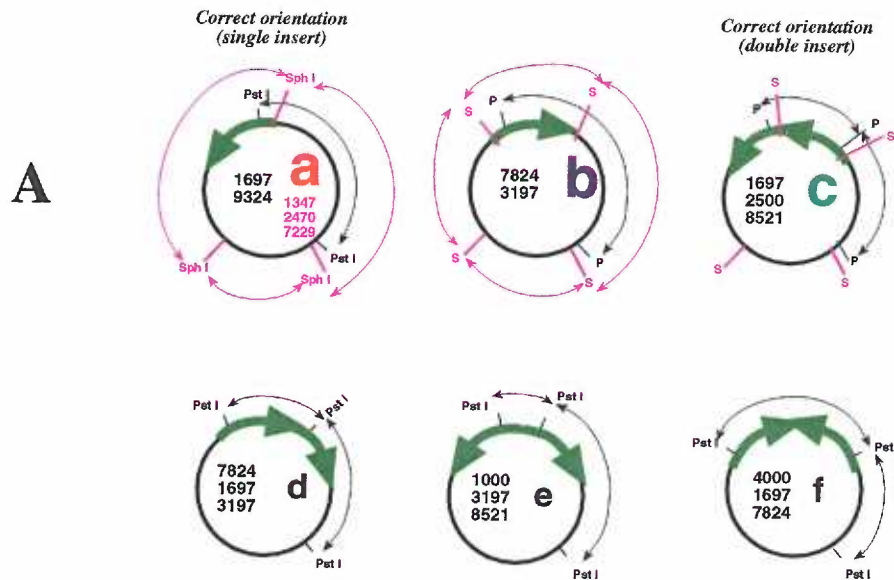 Correct orientation
(single insert)
Correct orientation
(double insert)
A
Sph I
Pst I
1697
9324
a
1347
2470
7229
Pst I
Sph I
Sph I
S
S
P
7824
3197
b
S
P
S
S
P
P
S
1697
2500
8521
c
P
S
S
Pst I
Pst I
7824
1697
3197
d
Pst I
Pst I
Pst I
1000
3197
8521
e
Pst I
Pst I
Pst
4000
1697
7824
f
Pst I